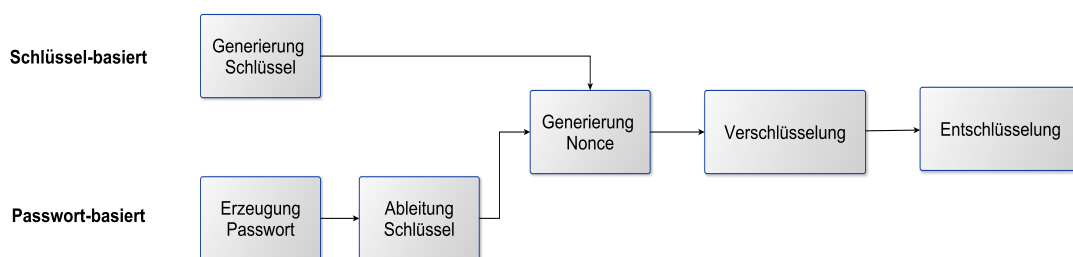 Schlüssel-basiert
Generierung
Schlüssel
Generierung
Nonce
Verschlüsselung
Entschlüsselung
Passwort-basiert
Erzeugung
Passwort
Ableitung
Schlüssel